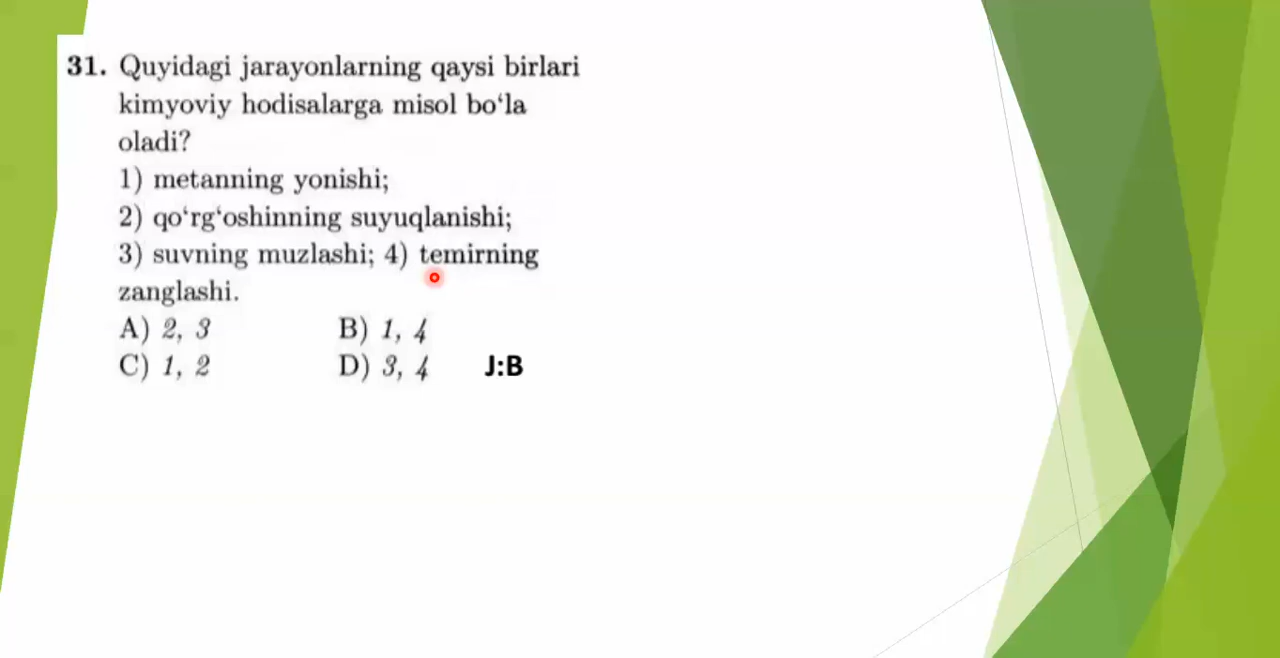 31. Quyidagi jarayonlarning qaysi birlari
kimyoviy hodisalarga misol bo‘la
oladi?
1) metanning yonishi;
2) qo‘rg‘oshinning suyuqlanishi;
3) suvning muzlashi; 4) temirning
zanglashi.
A) 2, 3 B) 1, 4
C) 1, 2 D) 3, 4 J:B